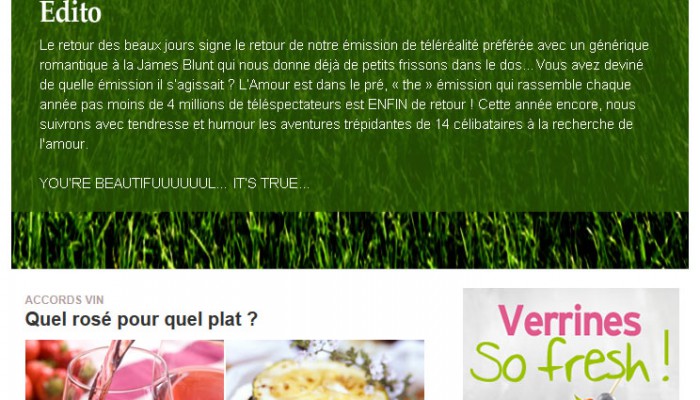 Edito
Le retour des beaux jours signe le retour de notre émission de téléréalité préférée avec un générique
romantique à la James Blunt qui nous donne déjà de petits frissons dans le dos... Vous avez deviné
de quelle émission il s'agissait ? L'Amour est dans le pré, « the » émission qui rassemble chaque
année pas moins de 4 millions de téléspectateurs est ENFIN de retour ! Cette année encore, nous
suivrons avec tendresse et humour les aventures trépidantes de 14 célibataires à la recherche de
l'amour.
YOU'RE BEAUTIFUUUUUUL... IT'S TRUE...
ACCORDS VIN
Quel rosé pour quel plat ?
Verrines
So fresh !